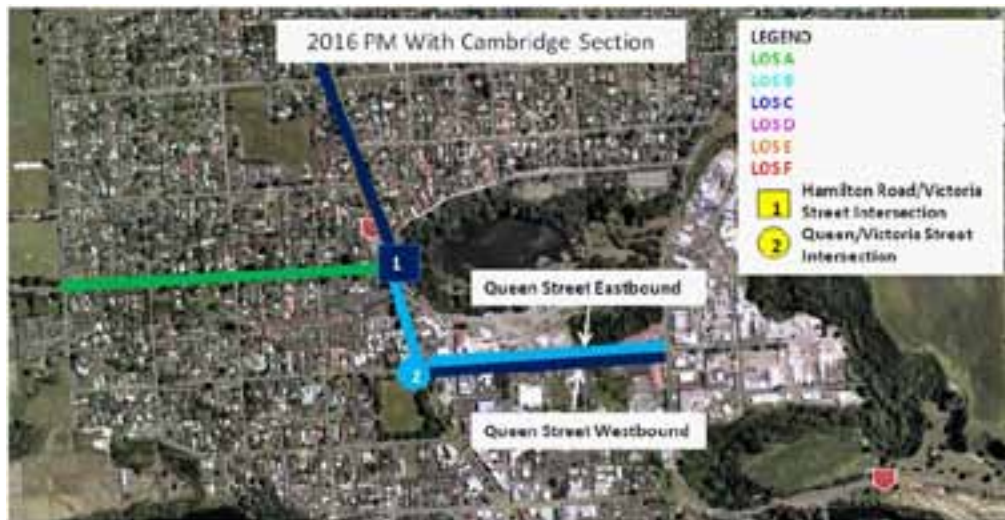 2016 PM With Cambridge Section
LEGEND
LOS A
LOS B
LOS C
LOS D
LOS E
LOS F
1 Hamilton Road/Victoria
Street Intersection
2 Queen/Victoria Street
Intersection
1
Queen Street Eastbound
2
Queen Street Westbound